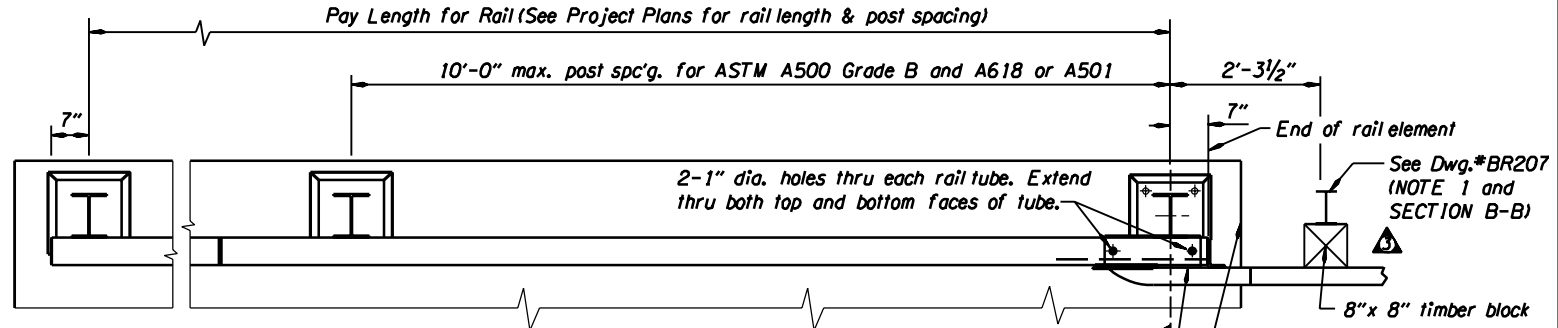 Pay Length for Rail (See Project Plans for rail length & post spacing)
10'-0" max. post spc'g. for ASTM A500 Grade B and A618 or A501
2'-3½"
7"
7"
End of rail element
See Dwg.#BR207
(NOTE 1 and
SECTION B-B)
3
2-1" dia. holes thru each rail tube. Extend
thru both top and bottom faces of tube.
8"x 8" timber block